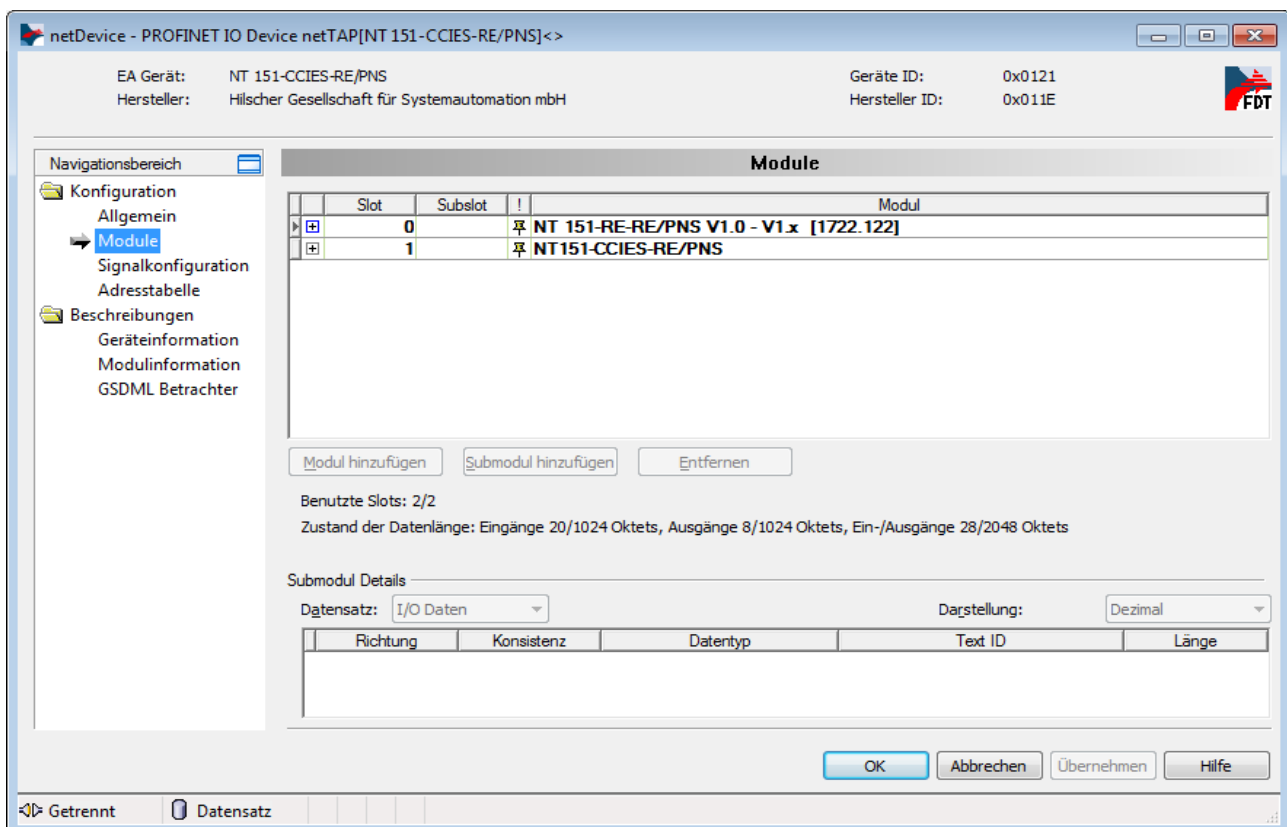 netDevice - PROFINET IO Device netTAP[NT 151-CCIES-RE/PNS]<>
EA Gerät: NT 151-CCIES-RE/PNS Geräte ID: 0x0121
Hersteller: Hilscher Gesellschaft für Systemautomation mbH Hersteller ID: 0x011E
FDT
Navigationsbereich
Konfiguration
Allgemein
Module
Signalkonfiguration
Adresstabelle
Beschreibungen
Geräteinformation
Modulinformation
GSDML Betrachter
Module
Slot Subslot ! Modul
0 NT 151-RE-RE/PNS V1.0 - V1.x [1722.122]
1 NT151-CCIES-RE/PNS
Modul hinzufügen Submodul hinzufügen Entfernen
Benutzte Slots: 2/2
Zustand der Datenlänge: Eingänge 20/1024 Oktets, Ausgänge 8/1024 Oktets, Ein-/Ausgänge 28/2048 Oktets
Submodul Details
Datensatz: I/O Daten Darstellung: Dezimal
Richtung Konsistenz Datentyp Text ID Länge
OK Abbrechen Übernehmen Hilfe
Getrennt Datensatz